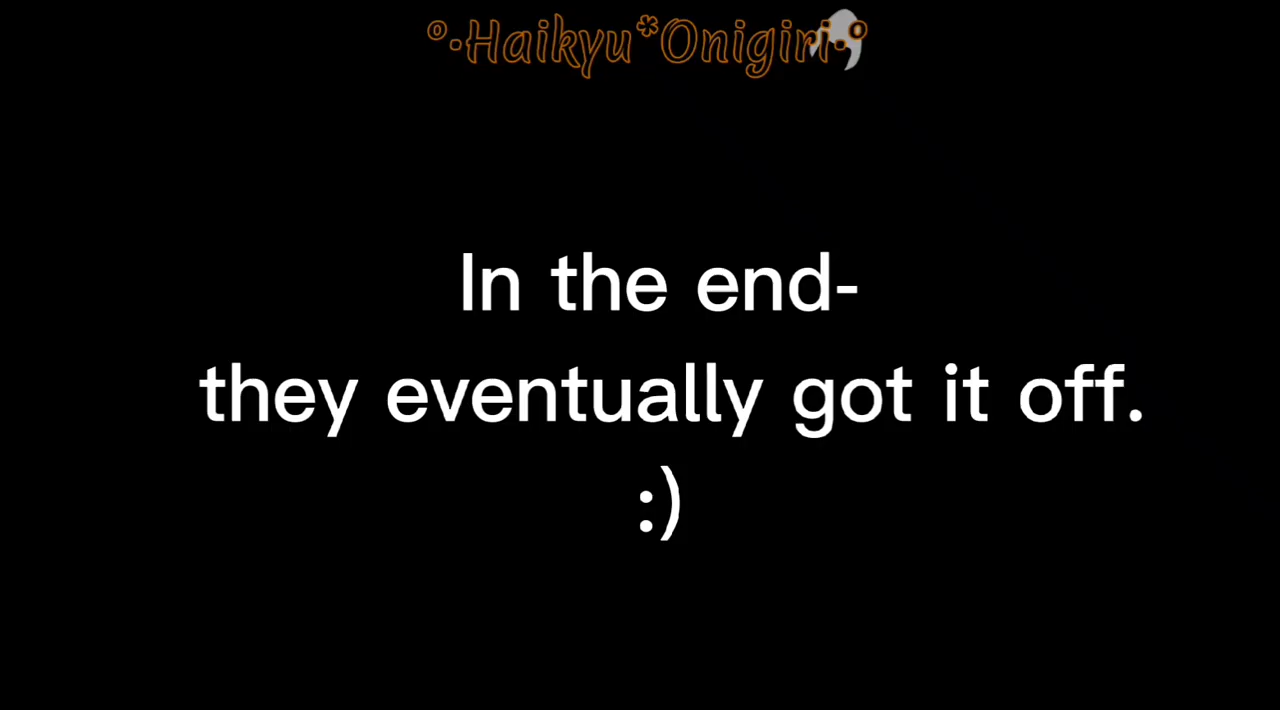 º·Haikyu*Onigiri·º
In the end-
they eventually got it off.
:)